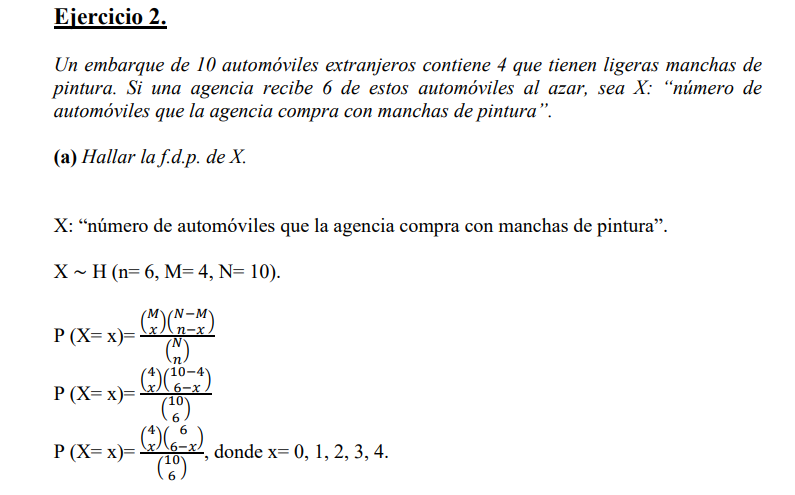 Ejercicio 2.
Un embarque de 10 automóviles extranjeros contiene 4 que tienen ligeras manchas de
pintura. Si una agencia recibe 6 de estos automóviles al azar, sea X: “número de
automóviles que la agencia compra con manchas de pintura”.
(a) Hallar la f.d.p. de X.
X: “número de automóviles que la agencia compra con manchas de pintura”.
X ~ H (n= 6, M= 4, N= 10).
P (X= x)= \frac{\binom{M}{x}\binom{N-M}{n-x}}{\binom{N}{n}}
P (X= x)= \frac{\binom{4}{x}\binom{10-4}{6-x}}{\binom{10}{6}}
P (X= x)= \frac{\binom{4}{x}\binom{6}{6-x}}{\binom{10}{6}}, donde x= 0, 1, 2, 3, 4.